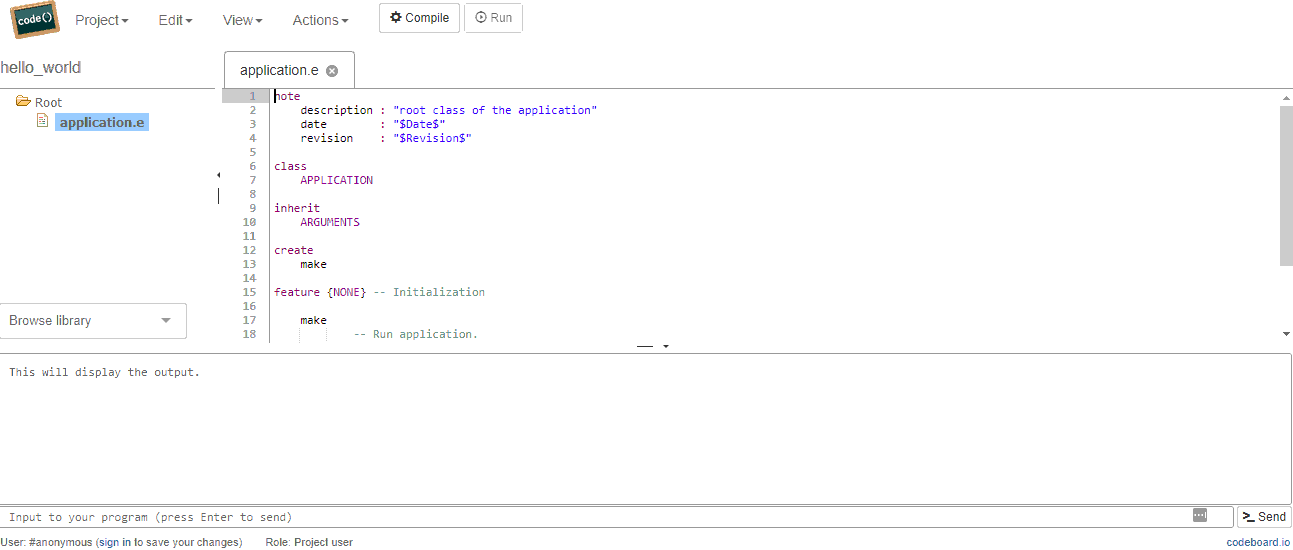 code()
Project Edit View Actions Compile Run
hello_world
application.e
Root
application.e
1 note
2 description : "root class of the application"
3 date : "$Date$"
4 revision : "$Revision$"
5
6 class
7 APPLICATION
8
9 inherit
10 ARGUMENTS
11
12 create
13 make
14
15 feature {NONE} -- Initialization
16
17 make
18 -- Run application.
Browse library
This will display the output.
Input to your program (press Enter to send)
>_ Send
User: #anonymous (sign in to save your changes) Role: Project user
codeboard.io